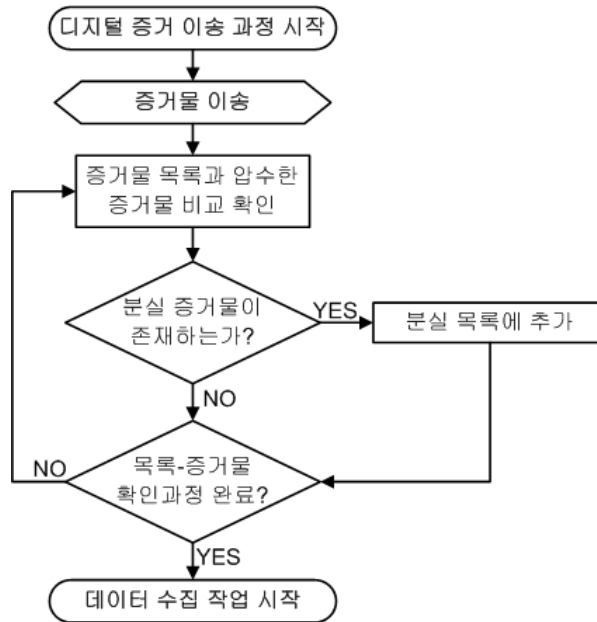 디지털 증거 이송 과정 시작
증거물 이송
증거물 목록과 압수한
증거물 비교 확인
분실 증거물이
존재하는가?
YES
분실 목록에 추가
NO
NO
목록-증거물
확인과정 완료?
YES
데이터 수집 작업 시작